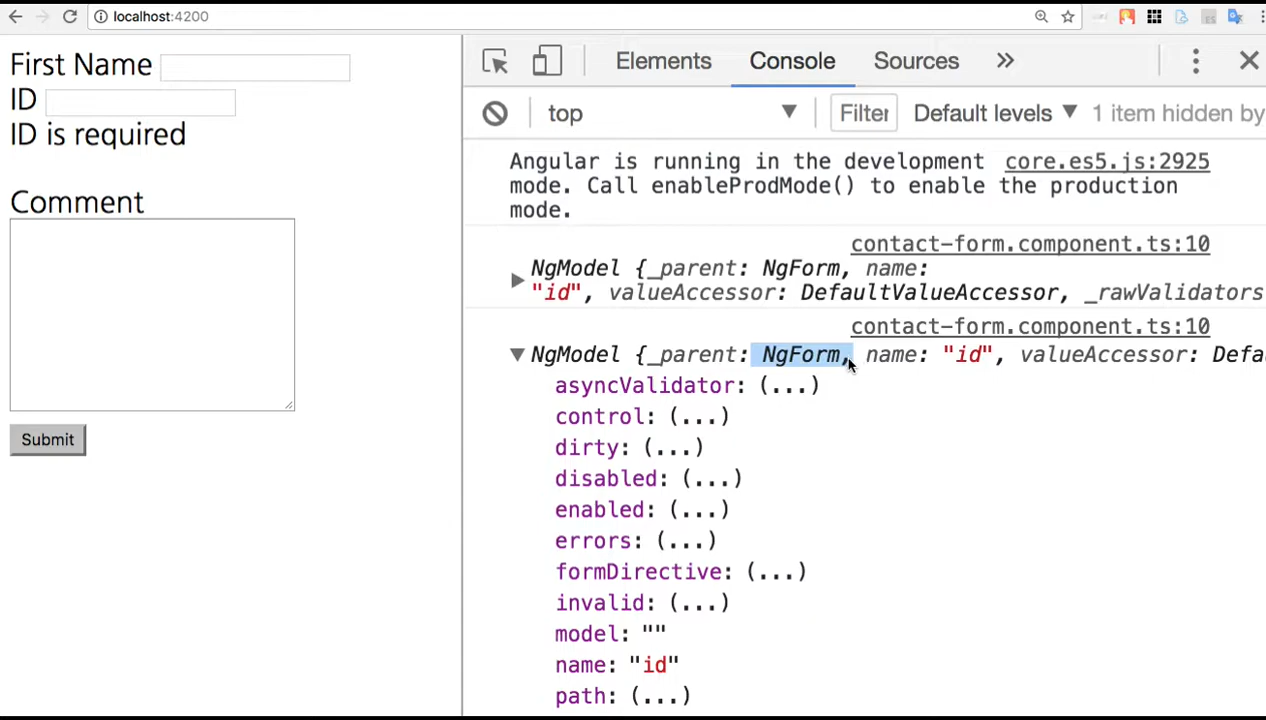 localhost:4200
First Name
ID
ID is required
Comment
Submit
Elements Console Sources
top Filter Default levels 1 item hidden by
Angular is running in the development core.es5.js:2925
mode. Call enableProdMode() to enable the production
mode.
contact-form.component.ts:10
NgModel {_parent: NgForm, name:
"id", valueAccessor: DefaultValueAccessor, _rawValidators
contact-form.component.ts:10
NgModel {_parent: NgForm, name: "id", valueAccessor: Defa
asyncValidator: (...)
control: (...)
dirty: (...)
disabled: (...)
enabled: (...)
errors: (...)
formDirective: (...)
invalid: (...)
model: ""
name: "id"
path: (...)